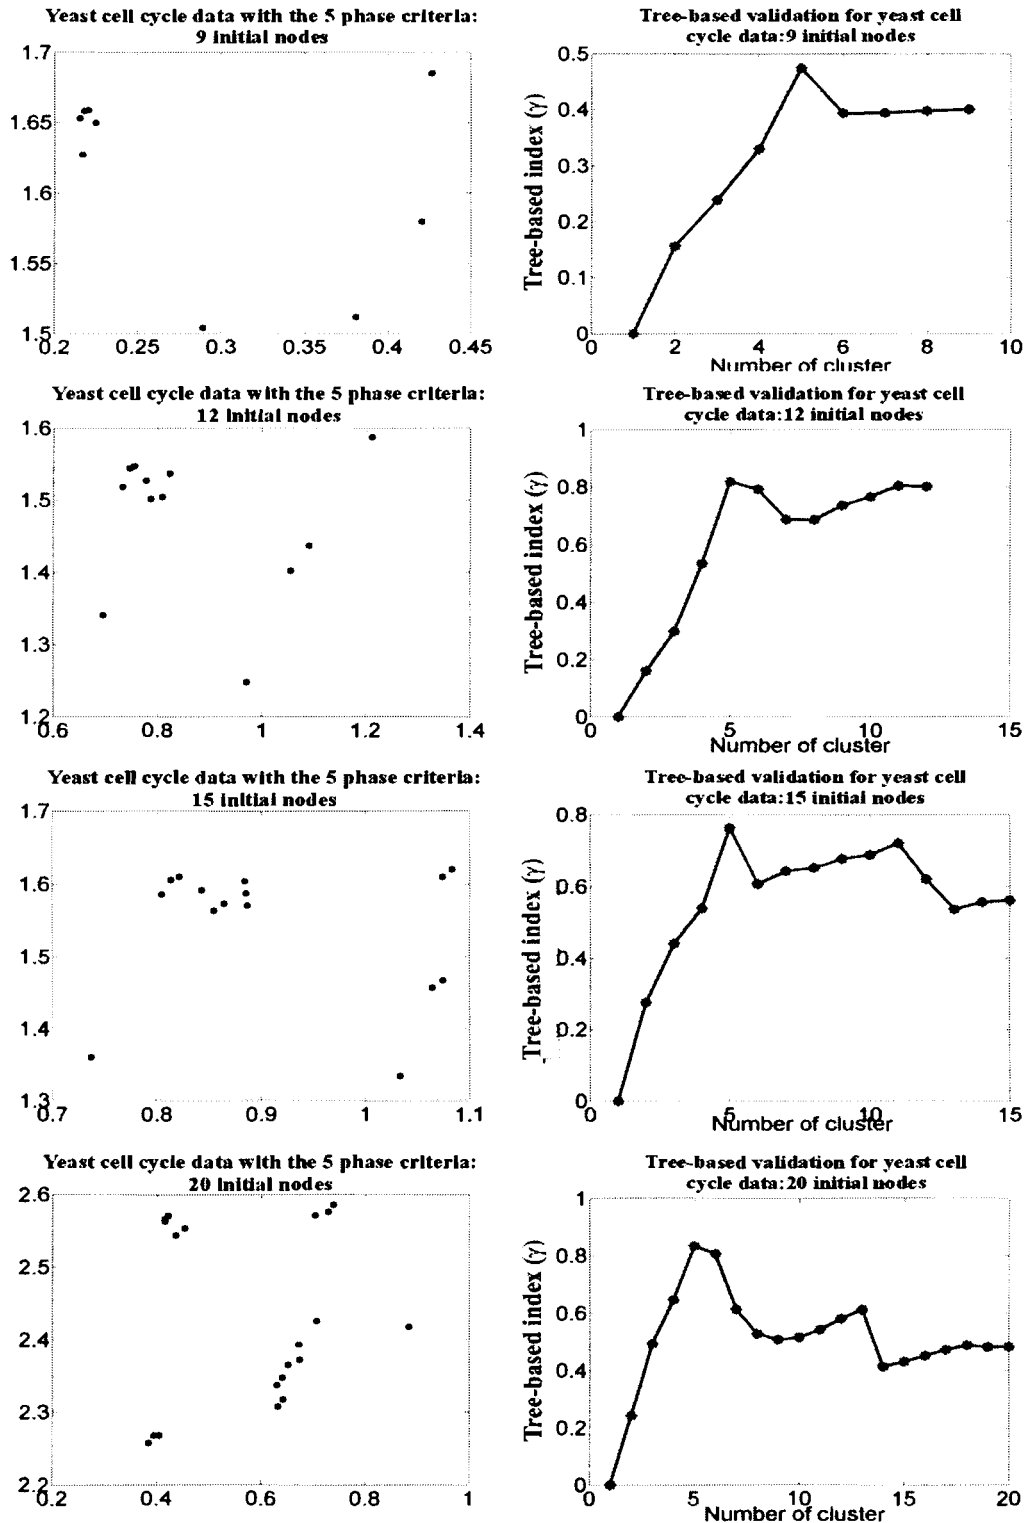 Yeast cell cycle data with the 5 phase criteria:
9 initial nodes
1.7
1.65
1.6
1.55
1.5
0.2 0.25 0.3 0.35 0.4 0.45
Tree-based validation for yeast cell
cycle data:9 initial nodes
Tree-based index (γ)
0.5
0.4
0.3
0.2
0.1
0
0 2 4 6 8 10
Number of cluster
Yeast cell cycle data with the 5 phase criteria:
12 initial nodes
1.6
1.5
1.4
1.3
1.2
0.6 0.8 1 1.2 1.4
Tree-based validation for yeast cell
cycle data:12 initial nodes
Tree-based index (γ)
1
0.8
0.6
0.4
0.2
0
0 5 10 15
Number of cluster
Yeast cell cycle data with the 5 phase criteria:
15 initial nodes
1.7
1.6
1.5
1.4
1.3
0.7 0.8 0.9 1 1.1
Tree-based validation for yeast cell
cycle data:15 initial nodes
Tree-based index (γ)
0.8
0.6
0.4
0.2
0
0 5 10 15
Number of cluster
Yeast cell cycle data with the 5 phase criteria:
20 initial nodes
2.6
2.5
2.4
2.3
2.2
0.2 0.4 0.6 0.8 1
Tree-based validation for yeast cell
cycle data:20 initial nodes
Tree-based index (γ)
1
0.8
0.6
0.4
0.2
0
0 5 10 15 20
Number of cluster